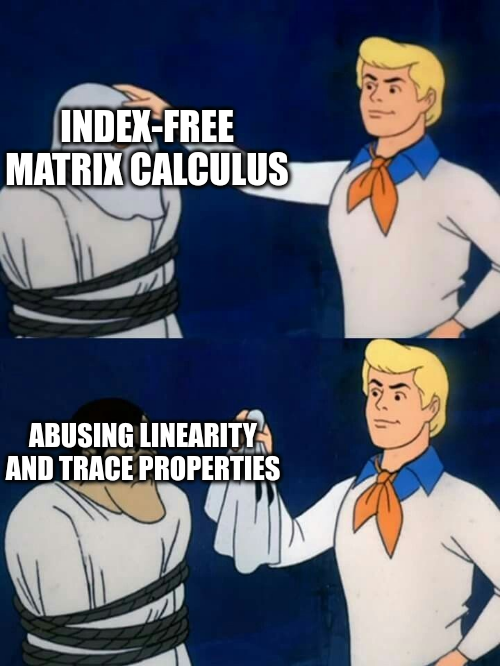 INDEX-FREE
MATRIX CALCULUS
ABUSING LINEARITY
AND TRACE PROPERTIES